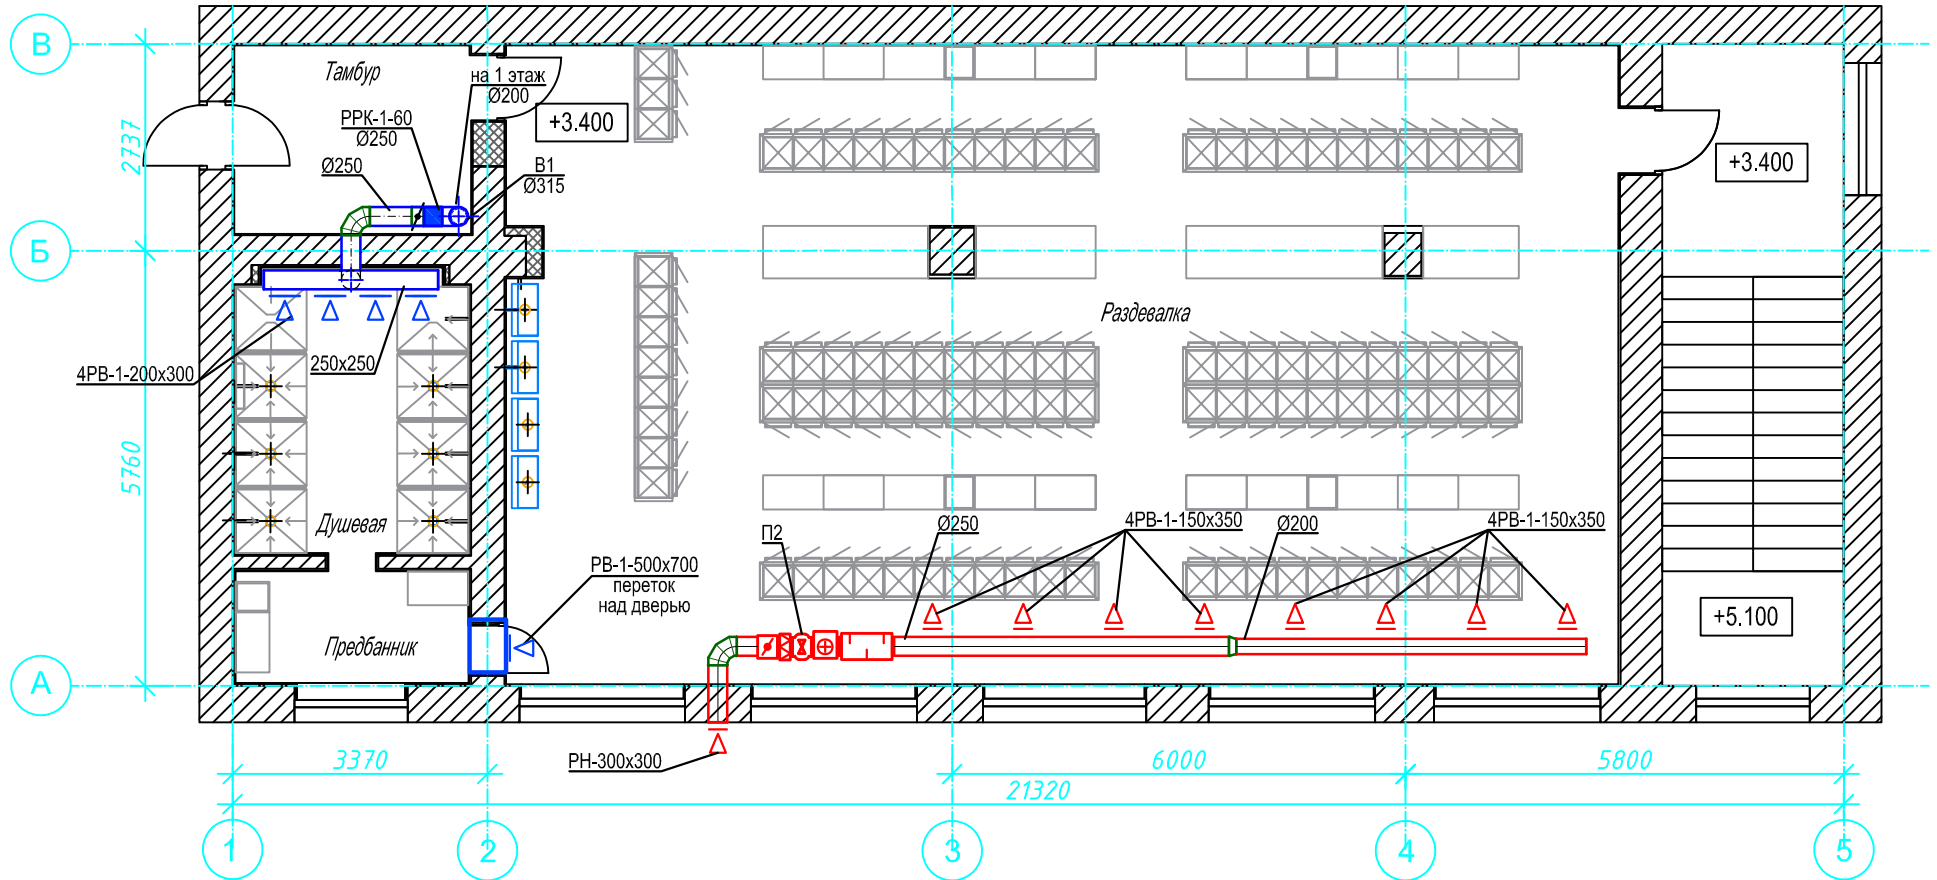 В
Тамбур
на 1 этаж
Ø200
РРК-1-60
Ø250
+3.400
2737
Ø250
В1
Ø315
+3.400
Б
Раздевалка
4РВ-1-200х300
250х250
5760
Душевая
П2
Ø250
4РВ-1-150х350
Ø200
4РВ-1-150х350
РВ-1-500х700
переток
над дверью
+5.100
Предбанник
А
РН-300х300
3370
6000
5800
21320
1
2
3
4
5